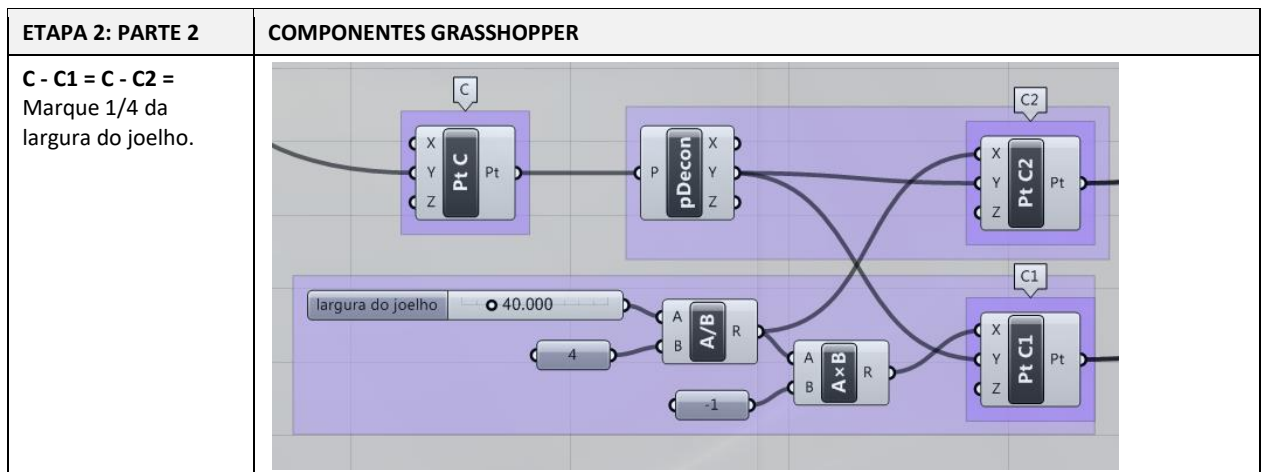 ETAPA 2: PARTE 2
COMPONENTES GRASSHOPPER
C - C1 = C - C2 =
Marque 1/4 da
largura do joelho.
C
X
Y
Z
Pt C
Pt
P
pDecon
X
Y
Z
C2
X
Y
Z
Pt C2
Pt
largura do joelho
40.000
4
A
B
A/B
R
-1
A
B
A×B
R
C1
X
Y
Z
Pt C1
Pt